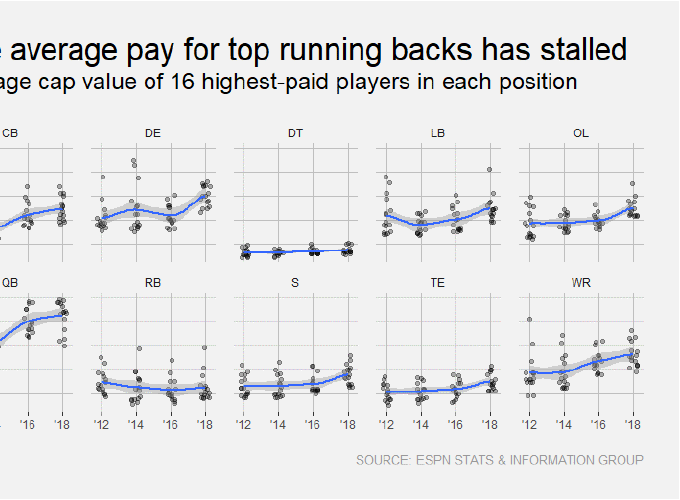 average pay for top running backs has stalled
cap value of 16 highest-paid players in each position
CB DE DT LB OL
QB RB S TE WR
'16 '18 '12 '14 '16 '18 '12 '14 '16 '18 '12 '14 '16 '18 '12 '14 '16 '18
SOURCE: ESPN STATS & INFORMATION GROUP